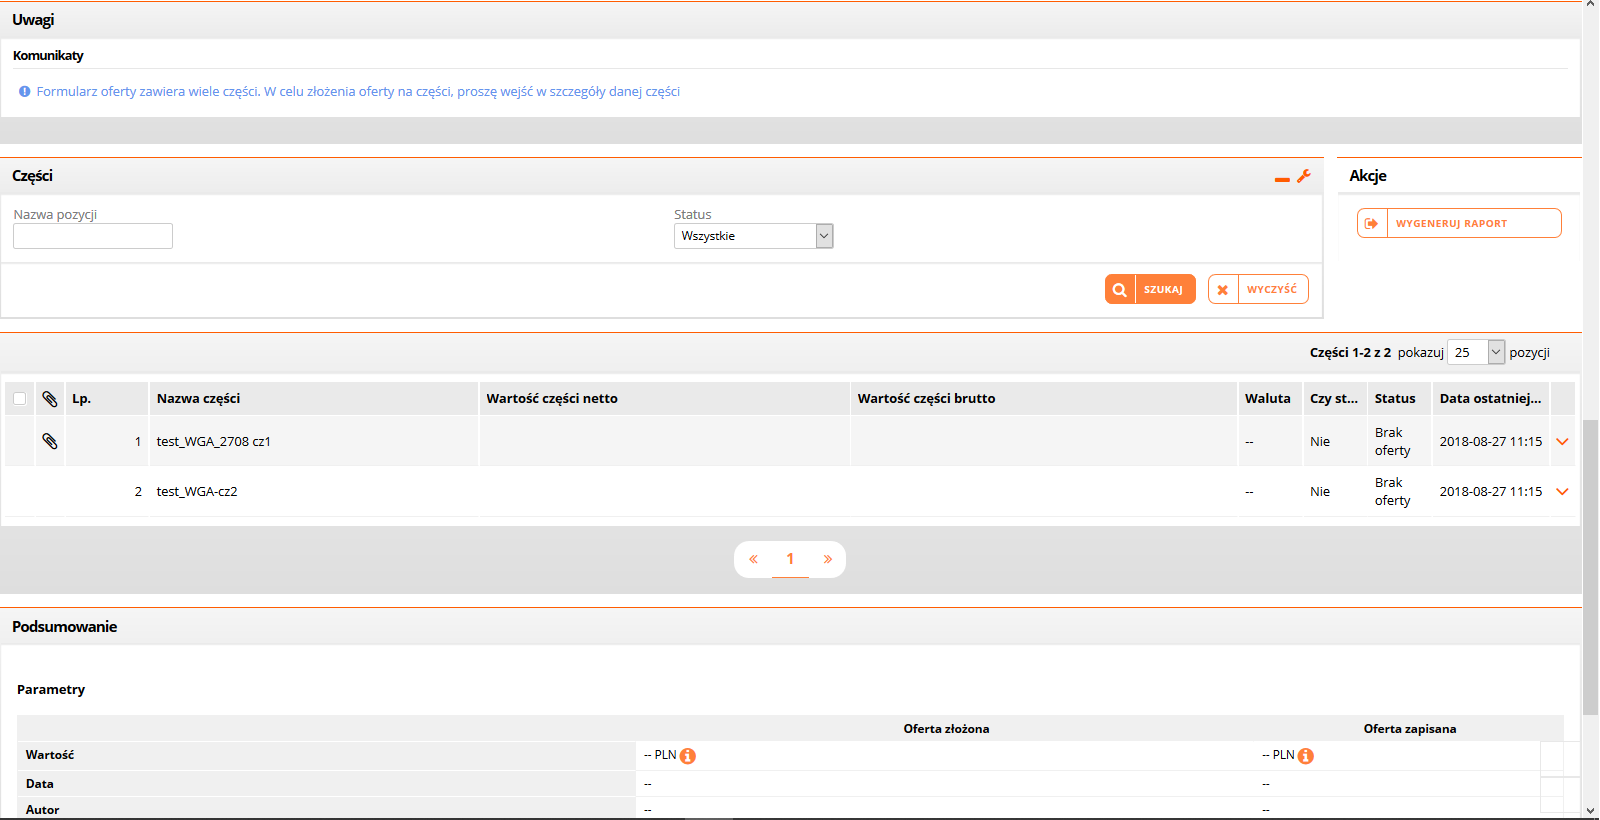 Uwagi
Komunikaty
Formularz oferty zawiera wiele części. W celu złożenia oferty na części, proszę wejść w szczegóły danej części
Części
Akcje
Nazwa pozycji
Status
Wszystkie
WYGENERUJ RAPORT
SZUKAJ
WYCZYŚĆ
Części 1-2 z 2 pokazuj 25 pozycji
Lp. Nazwa części Wartość części netto Wartość części brutto Waluta Czy st... Status Data ostatniej...
1 test_WGA_2708 cz1 -- Nie Brak oferty 2018-08-27 11:15
2 test_WGA-cz2 -- Nie Brak oferty 2018-08-27 11:15
« 1 »
Podsumowanie
Parametry
Oferta złożona Oferta zapisana
Wartość -- PLN -- PLN
Data -- --
Autor -- --